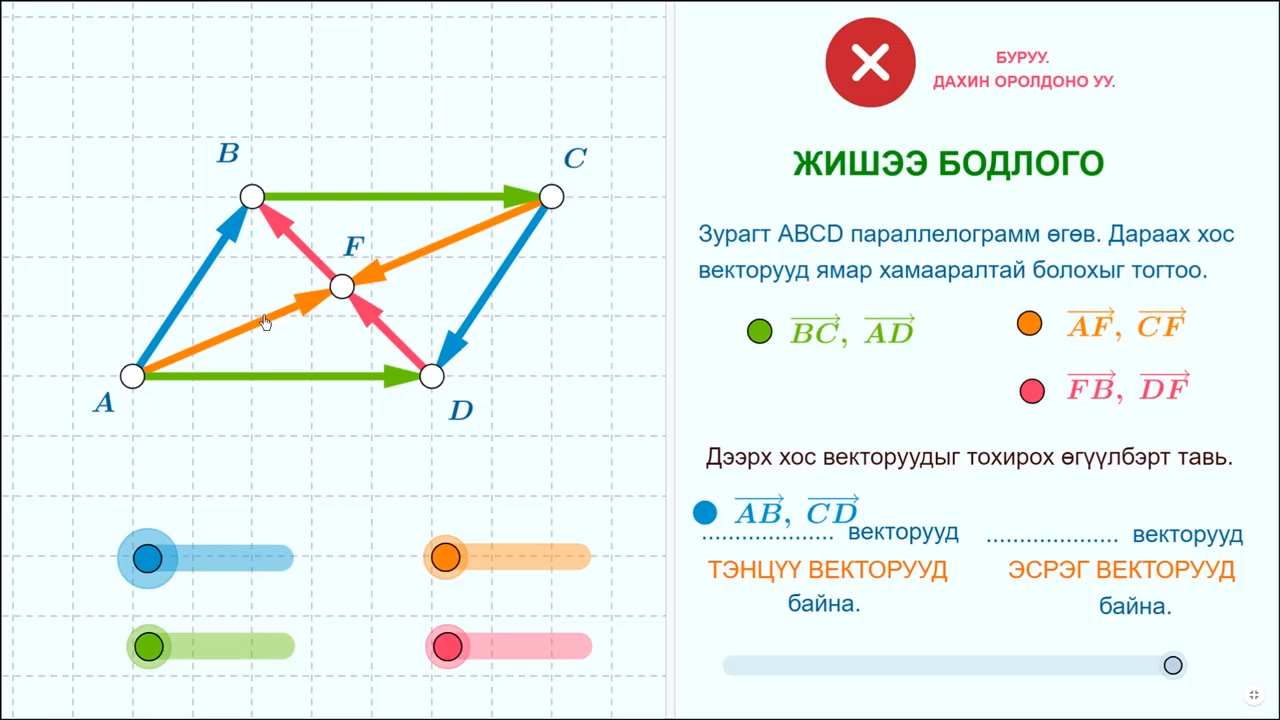 B
C
F
A
D
БУРУУ.
ДАХИН ОРОЛДОНО УУ.
ЖИШЭЭ БОДЛОГО
Зурагт ABCD параллелограмм өгөв. Дараах хос
векторууд ямар хамааралтай болохыг тогтоо.
BC, AD
AF, CF
FB, DF
Дээрх хос векторуудыг тохирох өгүүлбэрт тавь.
AB, CD
.................... векторууд
ТЭНЦҮҮ ВЕКТОРУУД
байна.
.................... векторууд
ЭСРЭГ ВЕКТОРУУД
байна.